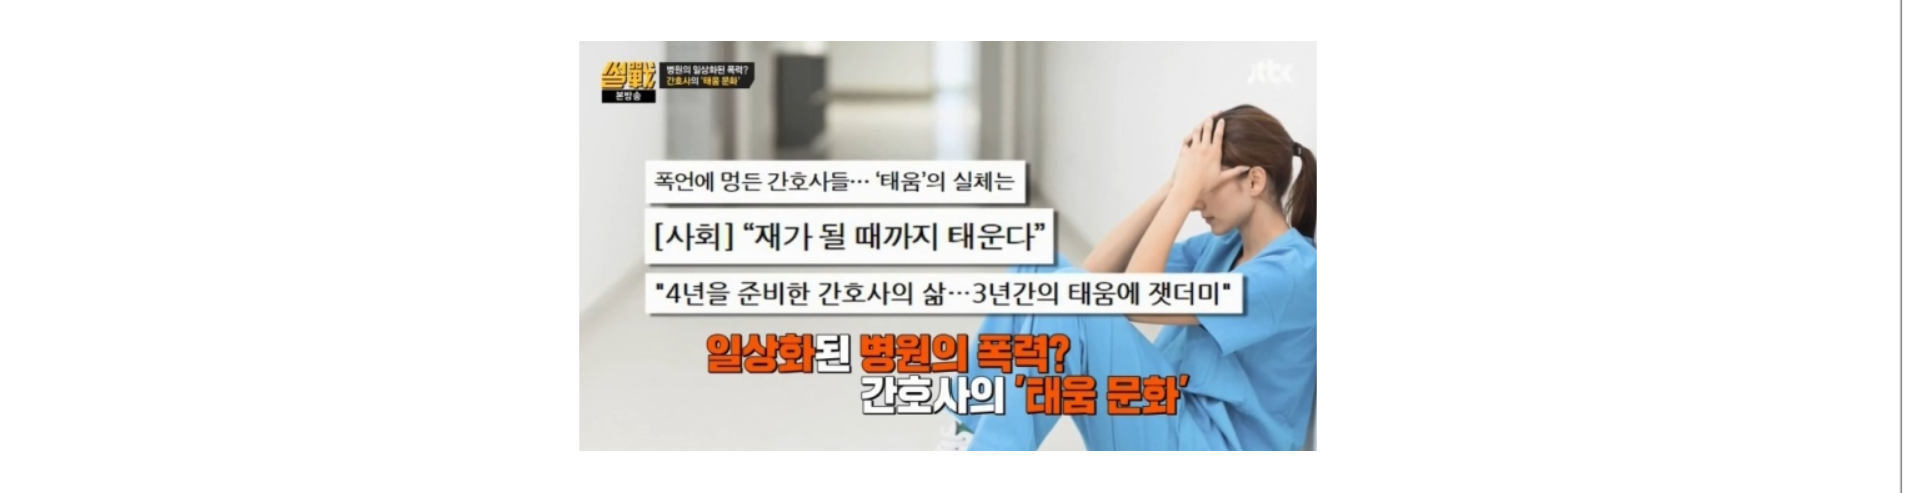 썰戰
본방송
병원의 일상화된 폭력?
간호사의 '태움 문화'
jtbc
폭언에 멍든 간호사들… ‘태움’의 실체는
[사회] “재가 될 때까지 태운다”
"4년을 준비한 간호사의 삶…3년간의 태움에 잿더미"
일상화된 병원의 폭력?
간호사의 '태움 문화'